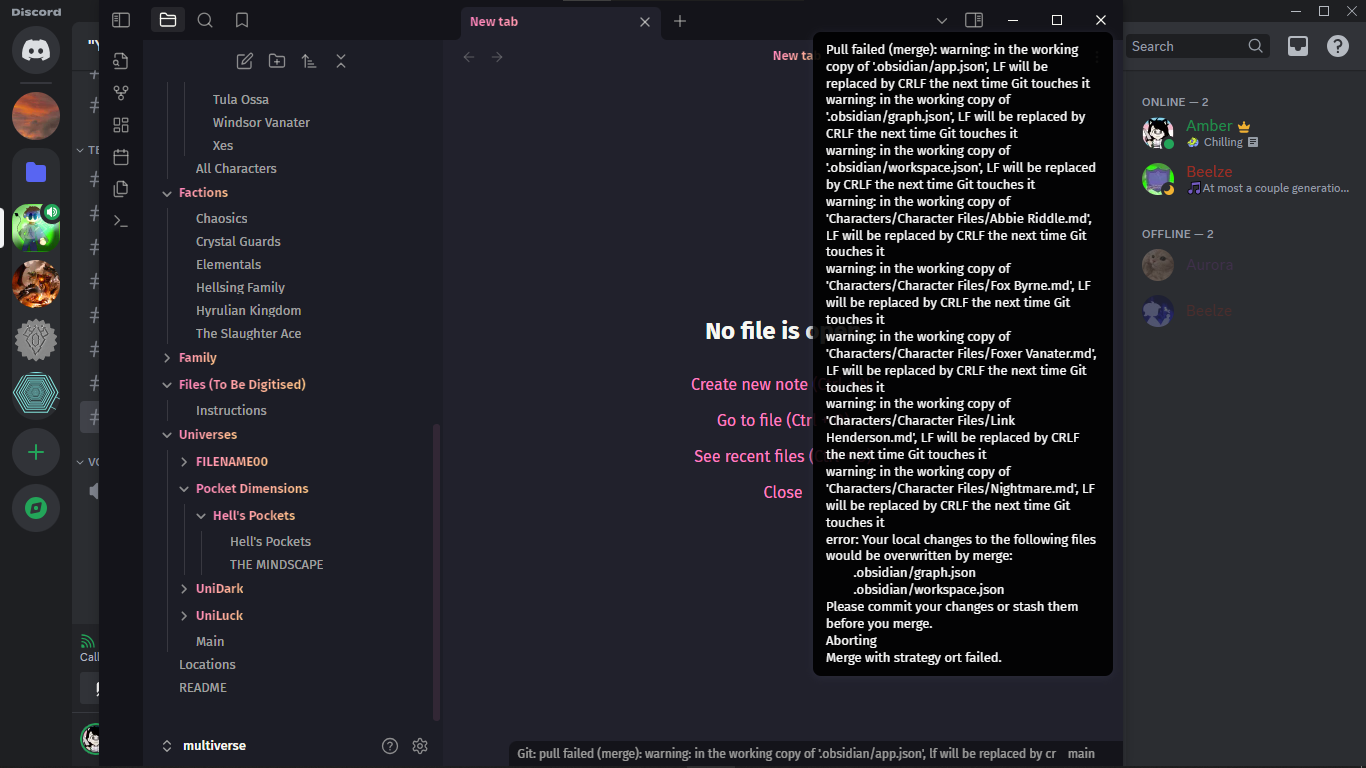 Discord
"Y
#
TE
#
#
#
#
#
#
#
#
VO
Call
Tula Ossa
Windsor Vanater
Xes
All Characters
Factions
Chaosics
Crystal Guards
Elementals
Hellsing Family
Hyrulian Kingdom
The Slaughter Ace
Family
Files (To Be Digitised)
Instructions
Universes
FILENAME00
Pocket Dimensions
Hell's Pockets
Hell's Pockets
THE MINDSCAPE
UniDark
UniLuck
Main
Locations
README
multiverse
New tab
New tab
No file is open
Create new note (
Go to file (Ctrl
See recent files (
Close
Pull failed (merge): warning: in the working
copy of '.obsidian/app.json', LF will be
replaced by CRLF the next time Git touches it
warning: in the working copy of
'.obsidian/graph.json', LF will be replaced by
CRLF the next time Git touches it
warning: in the working copy of
'.obsidian/workspace.json', LF will be replaced
by CRLF the next time Git touches it
warning: in the working copy of
'Characters/Character Files/Abbie Riddle.md',
LF will be replaced by CRLF the next time Git
touches it
warning: in the working copy of
'Characters/Character Files/Fox Byrne.md', LF
will be replaced by CRLF the next time Git
touches it
warning: in the working copy of
'Characters/Character Files/Foxer Vanater.md',
LF will be replaced by CRLF the next time Git
touches it
warning: in the working copy of
'Characters/Character Files/Link
Henderson.md', LF will be replaced by CRLF
the next time Git touches it
warning: in the working copy of
'Characters/Character Files/Nightmare.md', LF
will be replaced by CRLF the next time Git
touches it
error: Your local changes to the following files
would be overwritten by merge:
.obsidian/graph.json
.obsidian/workspace.json
Please commit your changes or stash them
before you merge.
Aborting
Merge with strategy ort failed.
Git: pull failed (merge): warning: in the working copy of '.obsidian/app.json', lf will be replaced by cr main
Search
ONLINE — 2
Amber
Chilling
Beelze
At most a couple generatio...
OFFLINE — 2
Aurora
Beelze